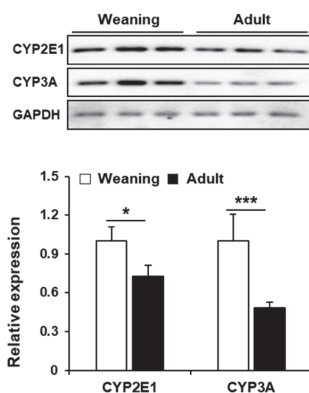 Weaning Adult
CYP2E1
CYP3A
GAPDH
1.5
Weaning Adult
1.2
0.9
0.6
0.3
0
Relative expression
* ***
CYP2E1 CYP3A